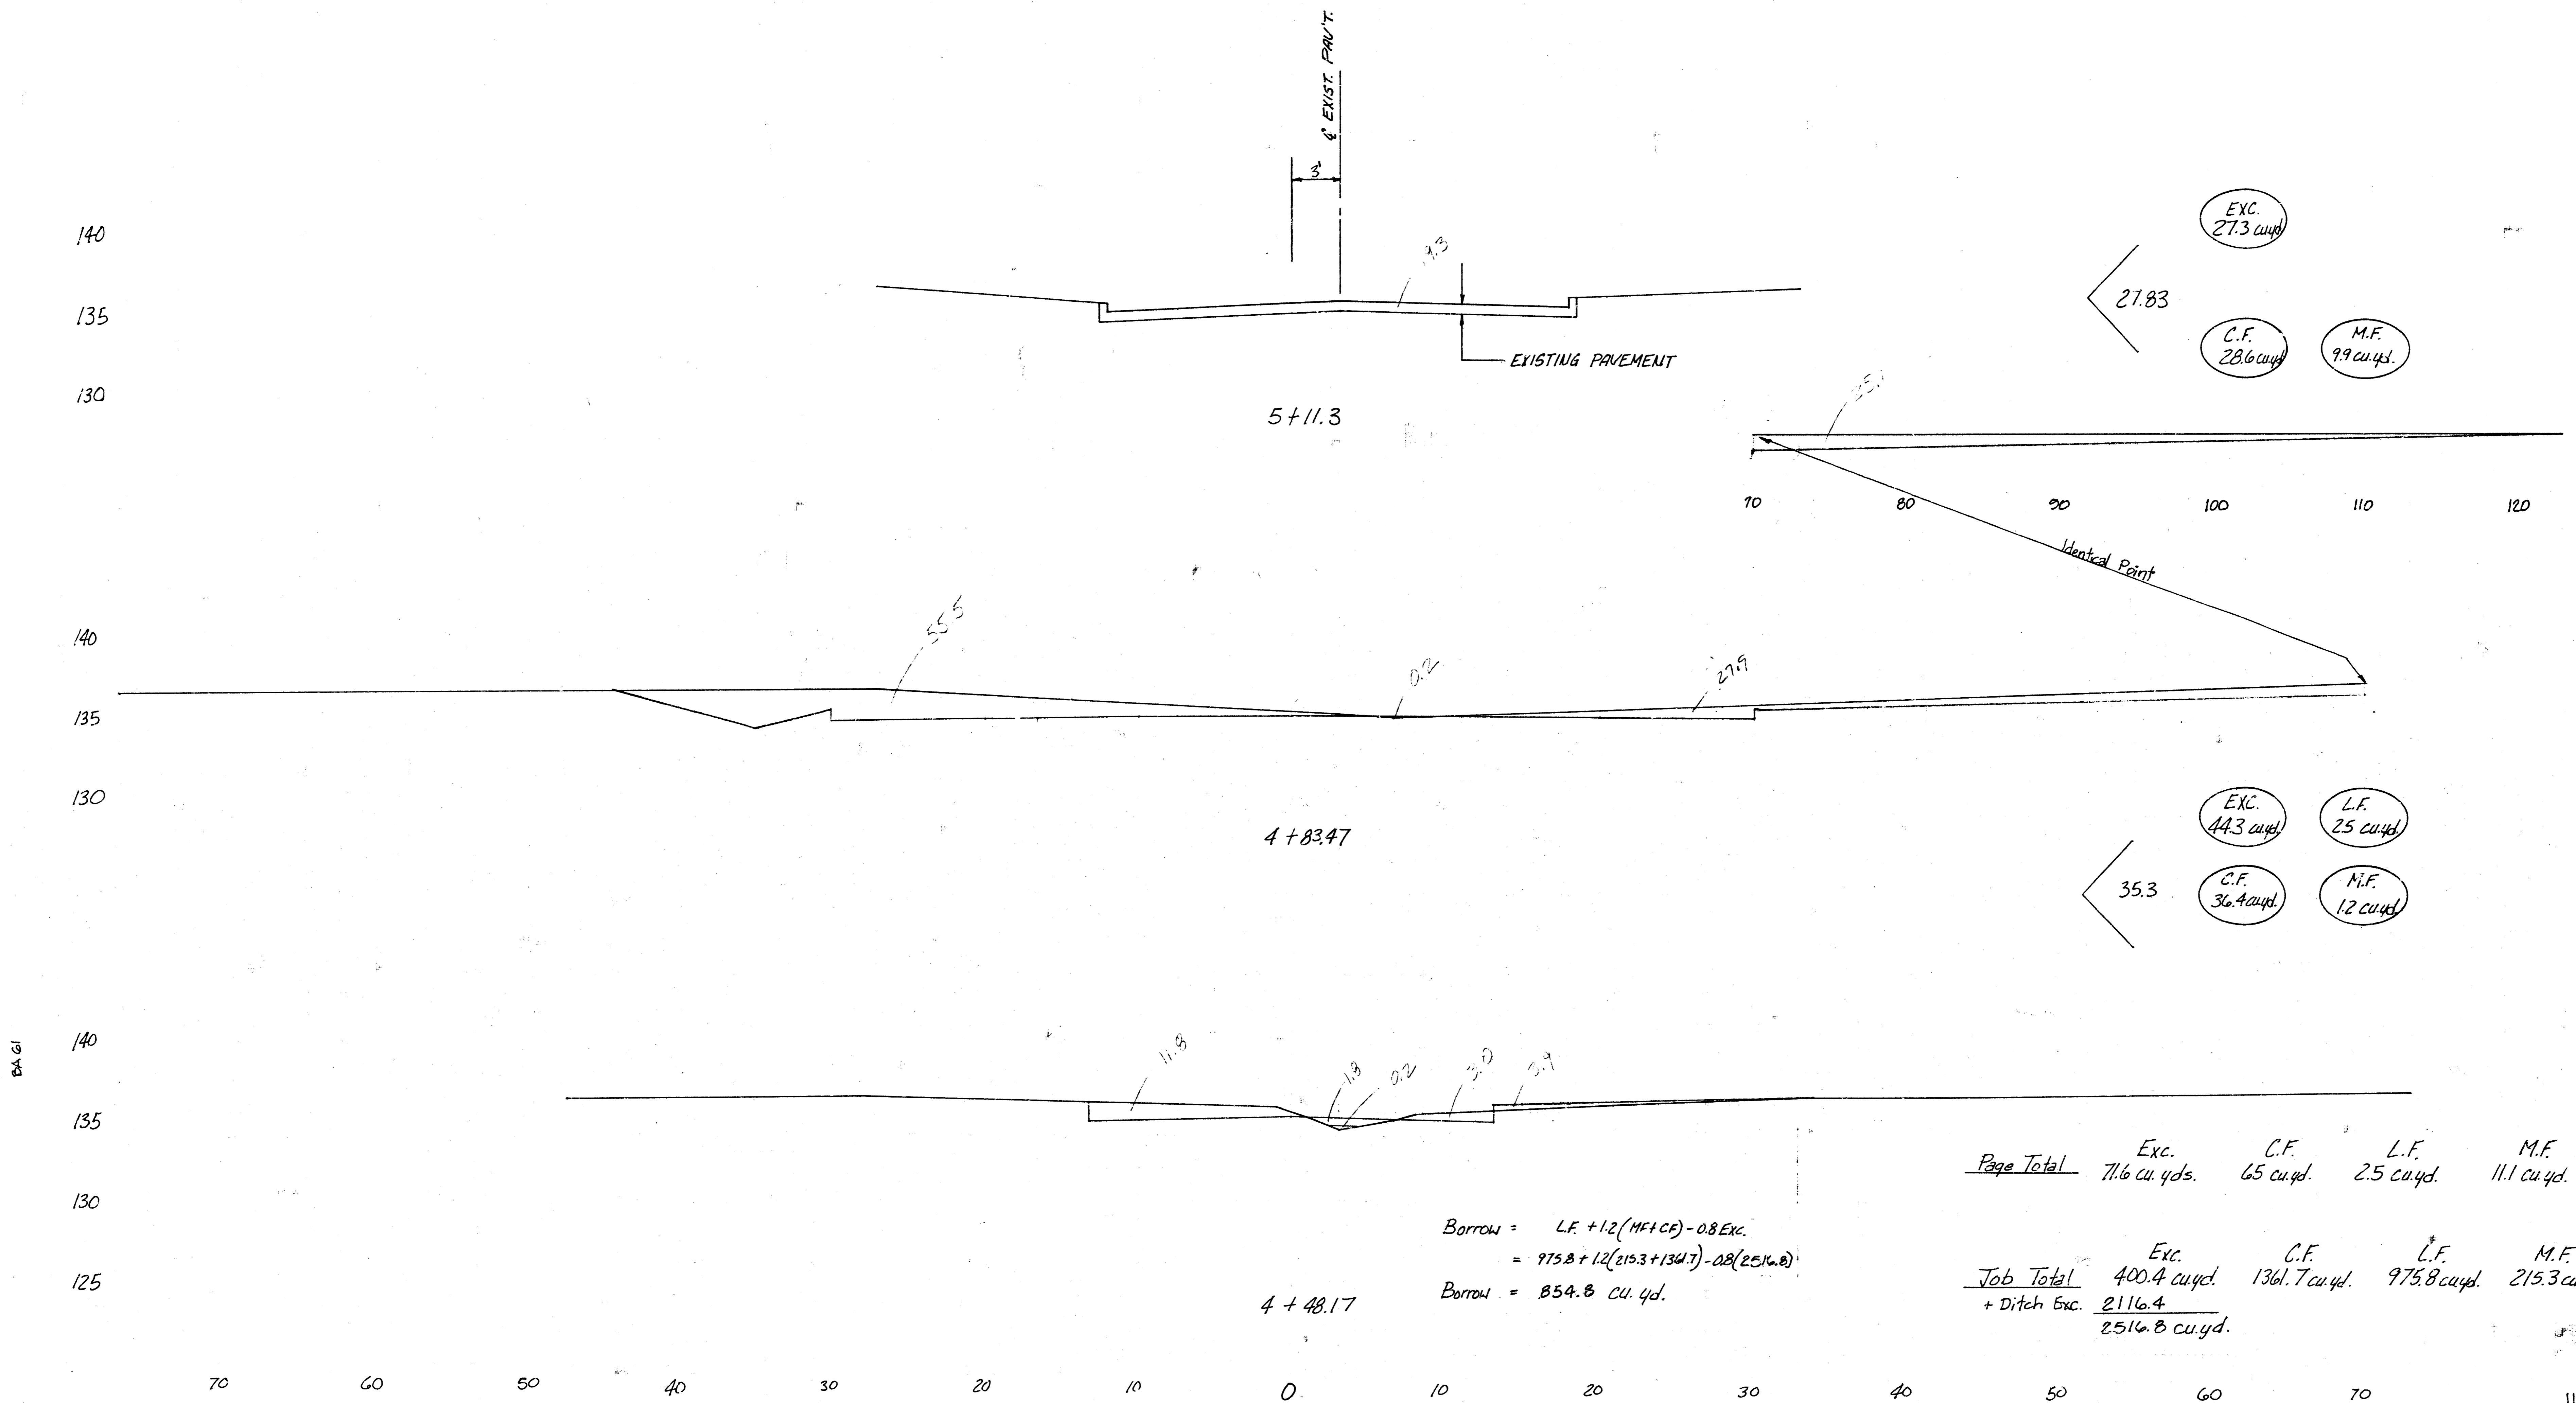 ℄ EXIST. PAV'T.
3'
9.3
140
135
130
EXISTING PAVEMENT
5+11.3
EXC.
27.3 cu.yd
27.83
C.F.
28.6 cu.yd
M.F.
9.9 cu.yd.
70 80 90 100 110 120
Identical Point
140
135
130
55.5
0.2
27.9
4+83.47
EXC.
44.3 cu.yd.
L.F.
2.5 cu.yd.
35.3
C.F.
36.4 cu.yd.
M.F.
1.2 cu.yd.
BA 61
140
135
130
125
11.8
1.3
0.2
3.0
3.9
4+48.17
Page Total
Exc. C.F. L.F. M.F.
71.6 cu. yds. 65 cu.yd. 2.5 cu.yd. 11.1 cu.yd.
Borrow = L.F. + 1.2(MF+CF) - 0.8 Exc.
= 975.8 + 1.2(215.3+1361.7) - 0.8(2516.8)
Borrow = 854.8 cu. yd.
Exc. C.F. L.F. M.F.
Job Total 400.4 cu.yd. 1361.7 cu.yd. 975.8 cu.yd. 215.3 cu
+ Ditch Exc. 2116.4
2516.8 cu.yd.
70 60 50 40 30 20 10 0 10 20 30 40 50 60 70